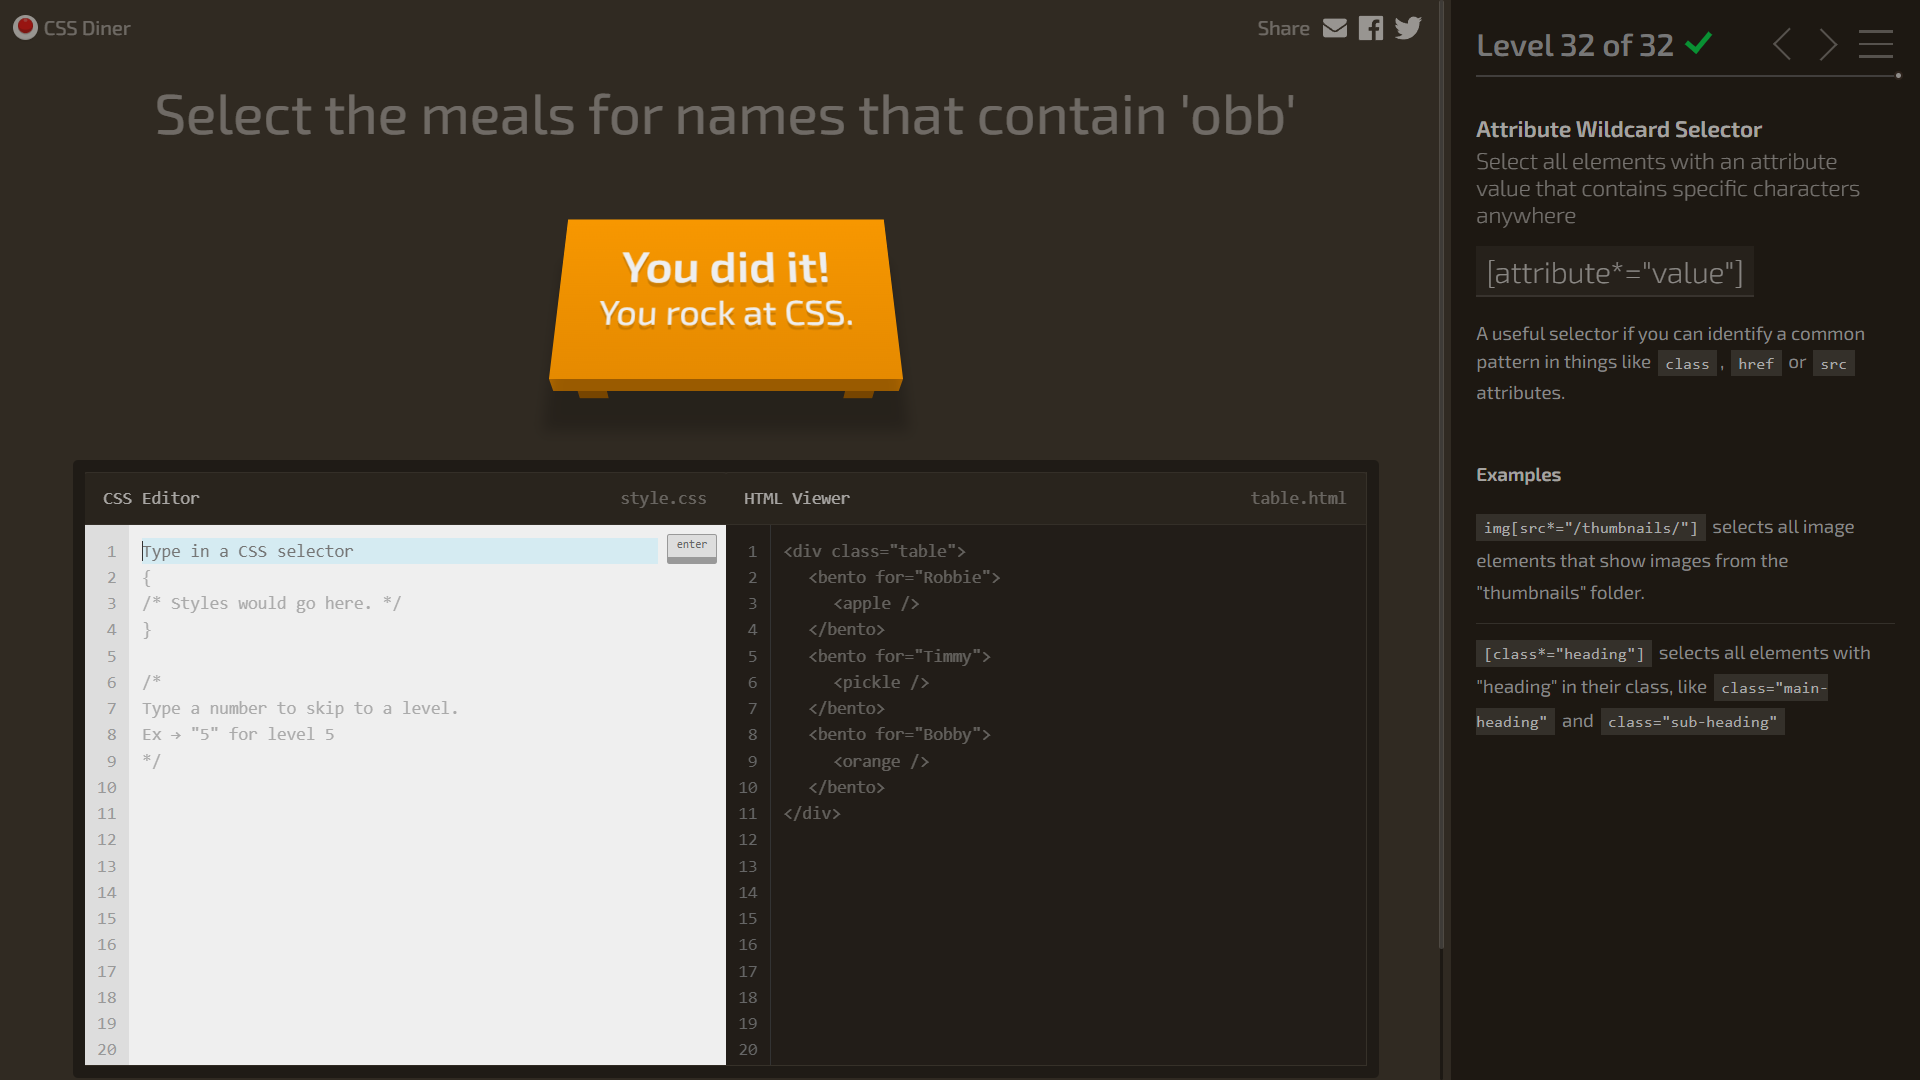 CSS Diner
Share
Select the meals for names that contain 'obb'
You did it!
You rock at CSS.
CSS Editor
style.css
HTML Viewer
table.html
1
2
3
4
5
6
7
8
9
10
11
12
13
14
15
16
17
18
19
20
Type in a CSS selector
enter
{
/* Styles would go here. */
}
/*
Type a number to skip to a level.
Ex → "5" for level 5
*/
1
2
3
4
5
6
7
8
9
10
11
12
13
14
15
16
17
18
19
20
<div class="table">
<bento for="Robbie">
<apple />
</bento>
<bento for="Timmy">
<pickle />
</bento>
<bento for="Bobby">
<orange />
</bento>
</div>
Level 32 of 32
Attribute Wildcard Selector
Select all elements with an attribute
value that contains specific characters
anywhere
[attribute*="value"]
A useful selector if you can identify a common
pattern in things like class , href or src
attributes.
Examples
img[src*="/thumbnails/"] selects all image
elements that show images from the
"thumbnails" folder.
[class*="heading"] selects all elements with
"heading" in their class, like class="main-
heading" and class="sub-heading"